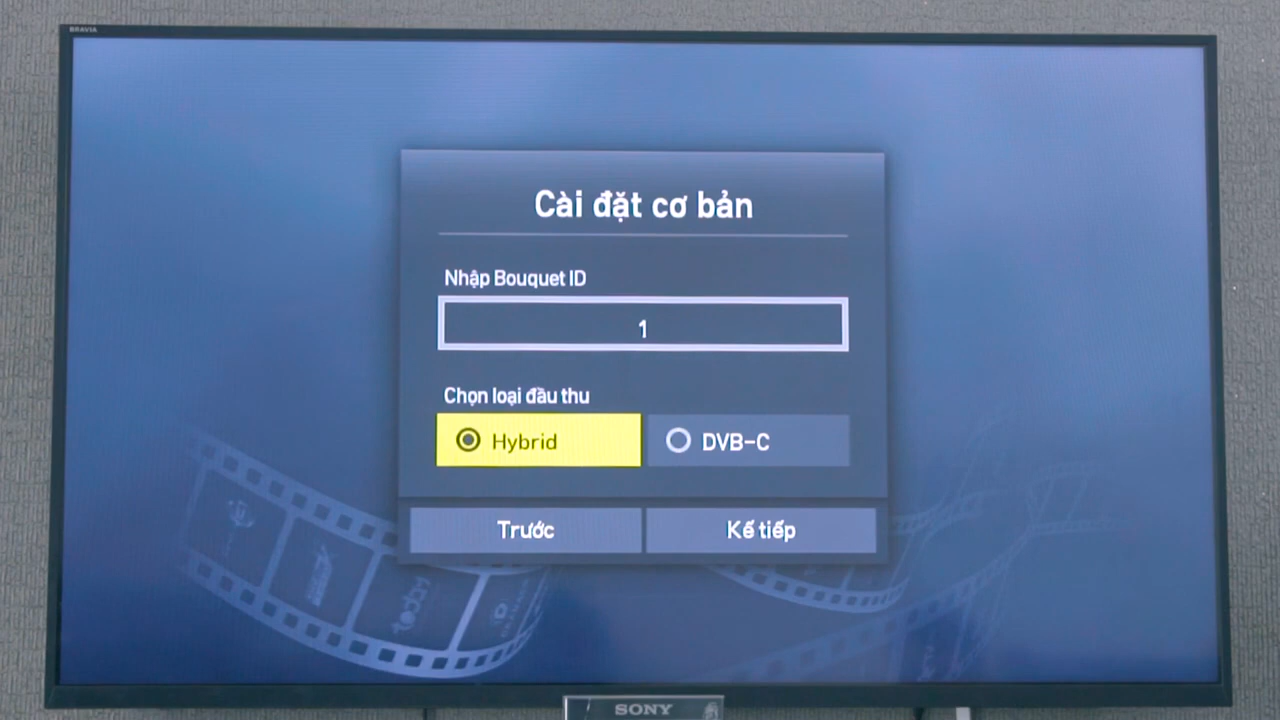 BRAVIA
Cài đặt cơ bản
Nhập Bouquet ID
1
Chọn loại đầu thu
Hybrid
DVB-C
Trước
Kế tiếp
SONY